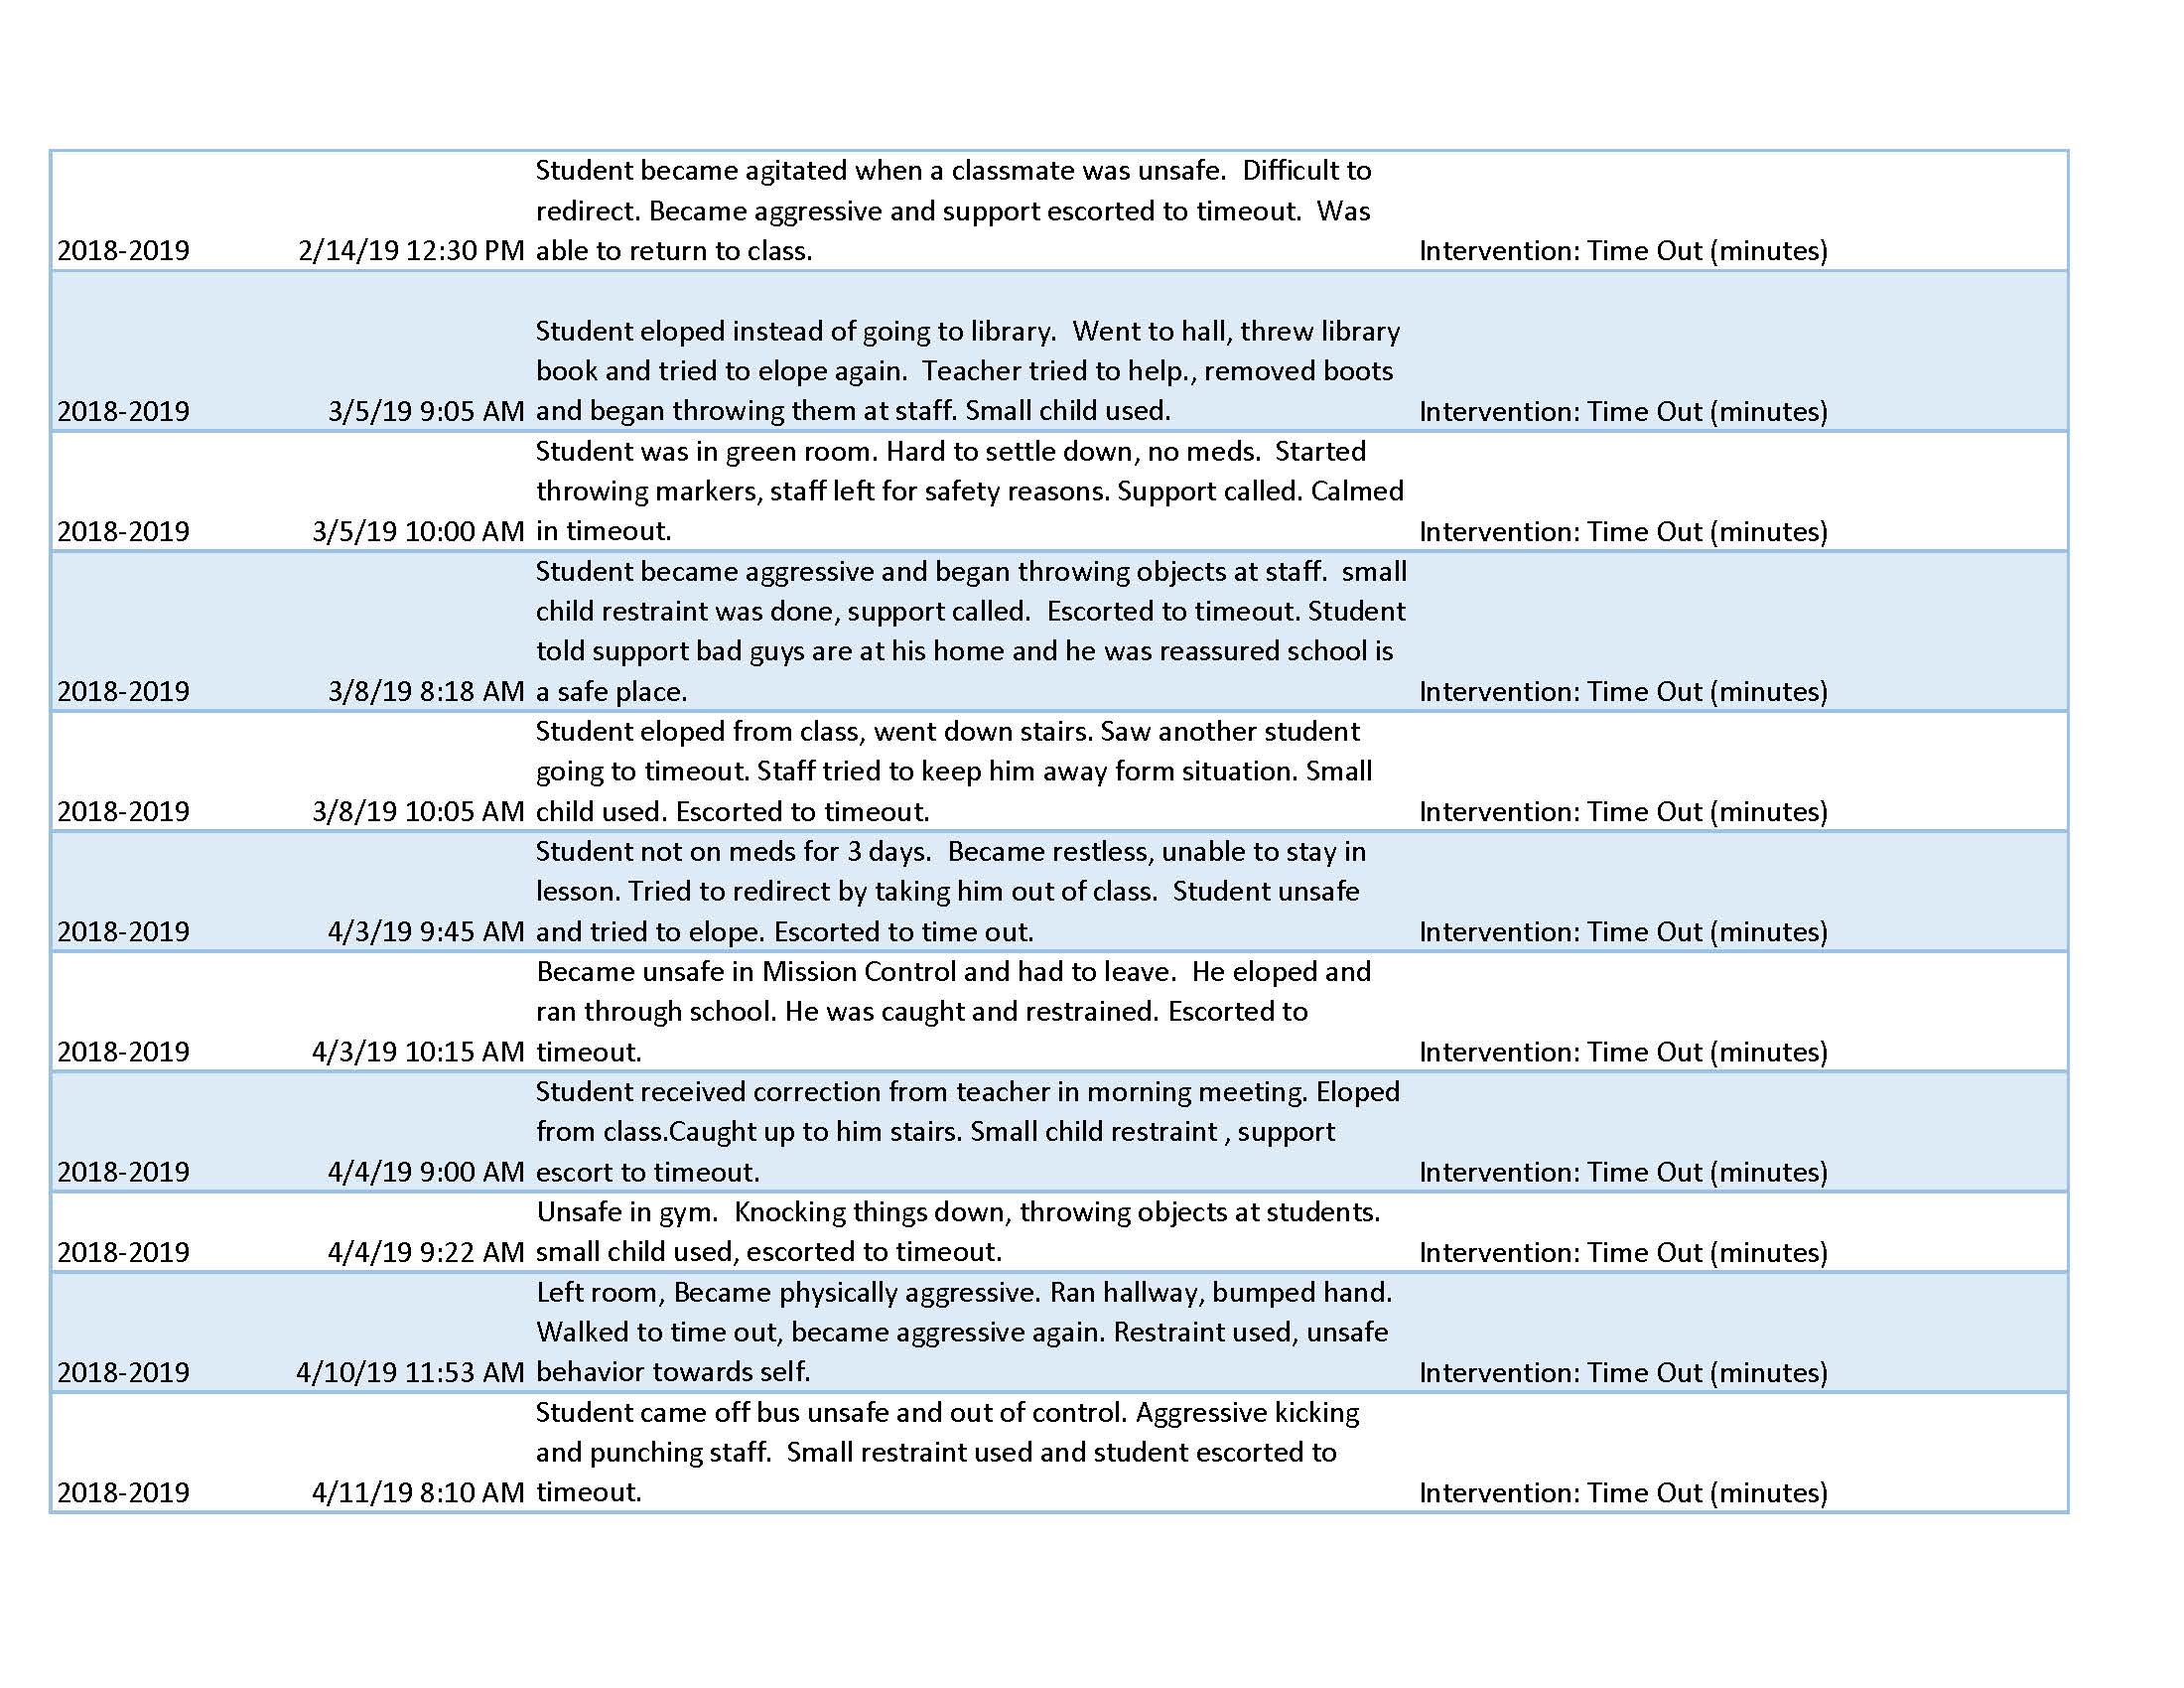 Student became agitated when a classmate was unsafe.  Difficult to
redirect. Became aggressive and support escorted to timeout.  Was
2018-2019 2/14/19 12:30 PM able to return to class. Intervention: Time Out (minutes)
Student eloped instead of going to library.  Went to hall, threw library
book and tried to elope again.  Teacher tried to help., removed boots
2018-2019 3/5/19 9:05 AM and began throwing them at staff. Small child used. Intervention: Time Out (minutes)
Student was in green room. Hard to settle down, no meds.  Started
throwing markers, staff left for safety reasons. Support called. Calmed
2018-2019 3/5/19 10:00 AM in timeout. Intervention: Time Out (minutes)
Student became aggressive and began throwing objects at staff.  small
child restraint was done, support called.  Escorted to timeout. Student
told support bad guys are at his home and he was reassured school is
2018-2019 3/8/19 8:18 AM a safe place. Intervention: Time Out (minutes)
Student eloped from class, went down stairs. Saw another student
going to timeout. Staff tried to keep him away form situation. Small
2018-2019 3/8/19 10:05 AM child used. Escorted to timeout. Intervention: Time Out (minutes)
Student not on meds for 3 days.  Became restless, unable to stay in
lesson. Tried to redirect by taking him out of class.  Student unsafe
2018-2019 4/3/19 9:45 AM and tried to elope. Escorted to time out. Intervention: Time Out (minutes)
Became unsafe in Mission Control and had to leave.  He eloped and
ran through school. He was caught and restrained. Escorted to
2018-2019 4/3/19 10:15 AM timeout. Intervention: Time Out (minutes)
Student received correction from teacher in morning meeting. Eloped
from class.Caught up to him stairs. Small child restraint , support
2018-2019 4/4/19 9:00 AM escort to timeout. Intervention: Time Out (minutes)
Unsafe in gym.  Knocking things down, throwing objects at students.
2018-2019 4/4/19 9:22 AM small child used, escorted to timeout. Intervention: Time Out (minutes)
Left room, Became physically aggressive. Ran hallway, bumped hand.
Walked to time out, became aggressive again. Restraint used, unsafe
2018-2019 4/10/19 11:53 AM behavior towards self. Intervention: Time Out (minutes)
Student came off bus unsafe and out of control. Aggressive kicking
and punching staff.  Small restraint used and student escorted to
2018-2019 4/11/19 8:10 AM timeout. Intervention: Time Out (minutes)